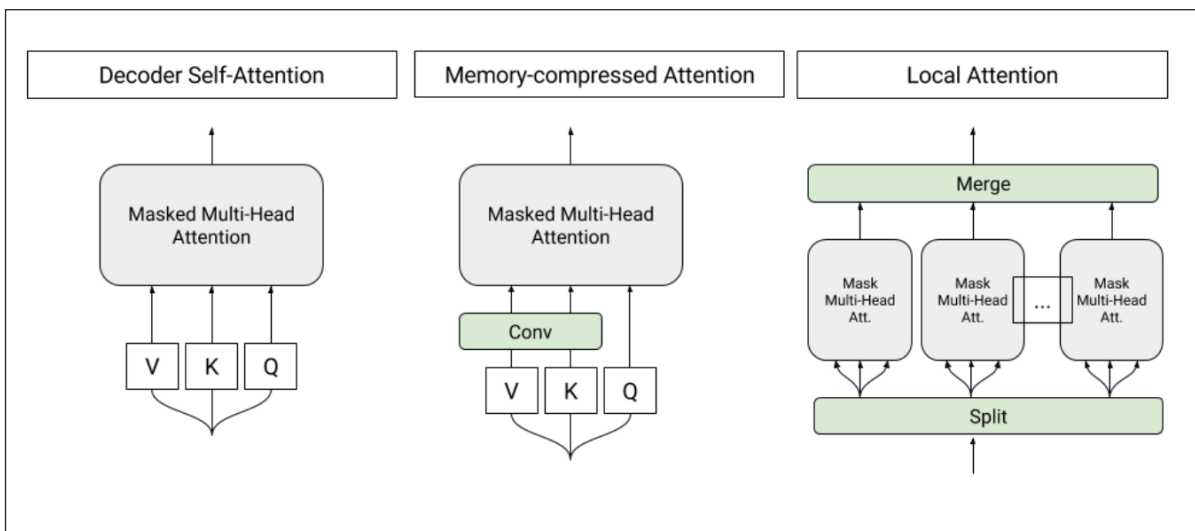 Decoder Self-Attention
Memory-compressed Attention
Local Attention
Masked Multi-Head
Attention
V
K
Q
Masked Multi-Head
Attention
Conv
V
K
Q
Merge
Mask
Multi-Head
Att.
Mask
Multi-Head
Att.
...
Mask
Multi-Head
Att.
Split